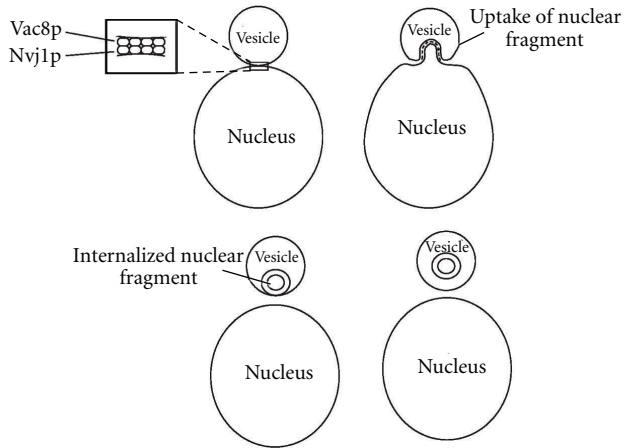 Vac8p
Nvj1p
Vesicle
Nucleus
Vesicle
Uptake of nuclear
fragment
Nucleus
Internalized nuclear
fragment
Vesicle
Nucleus
Vesicle
Nucleus